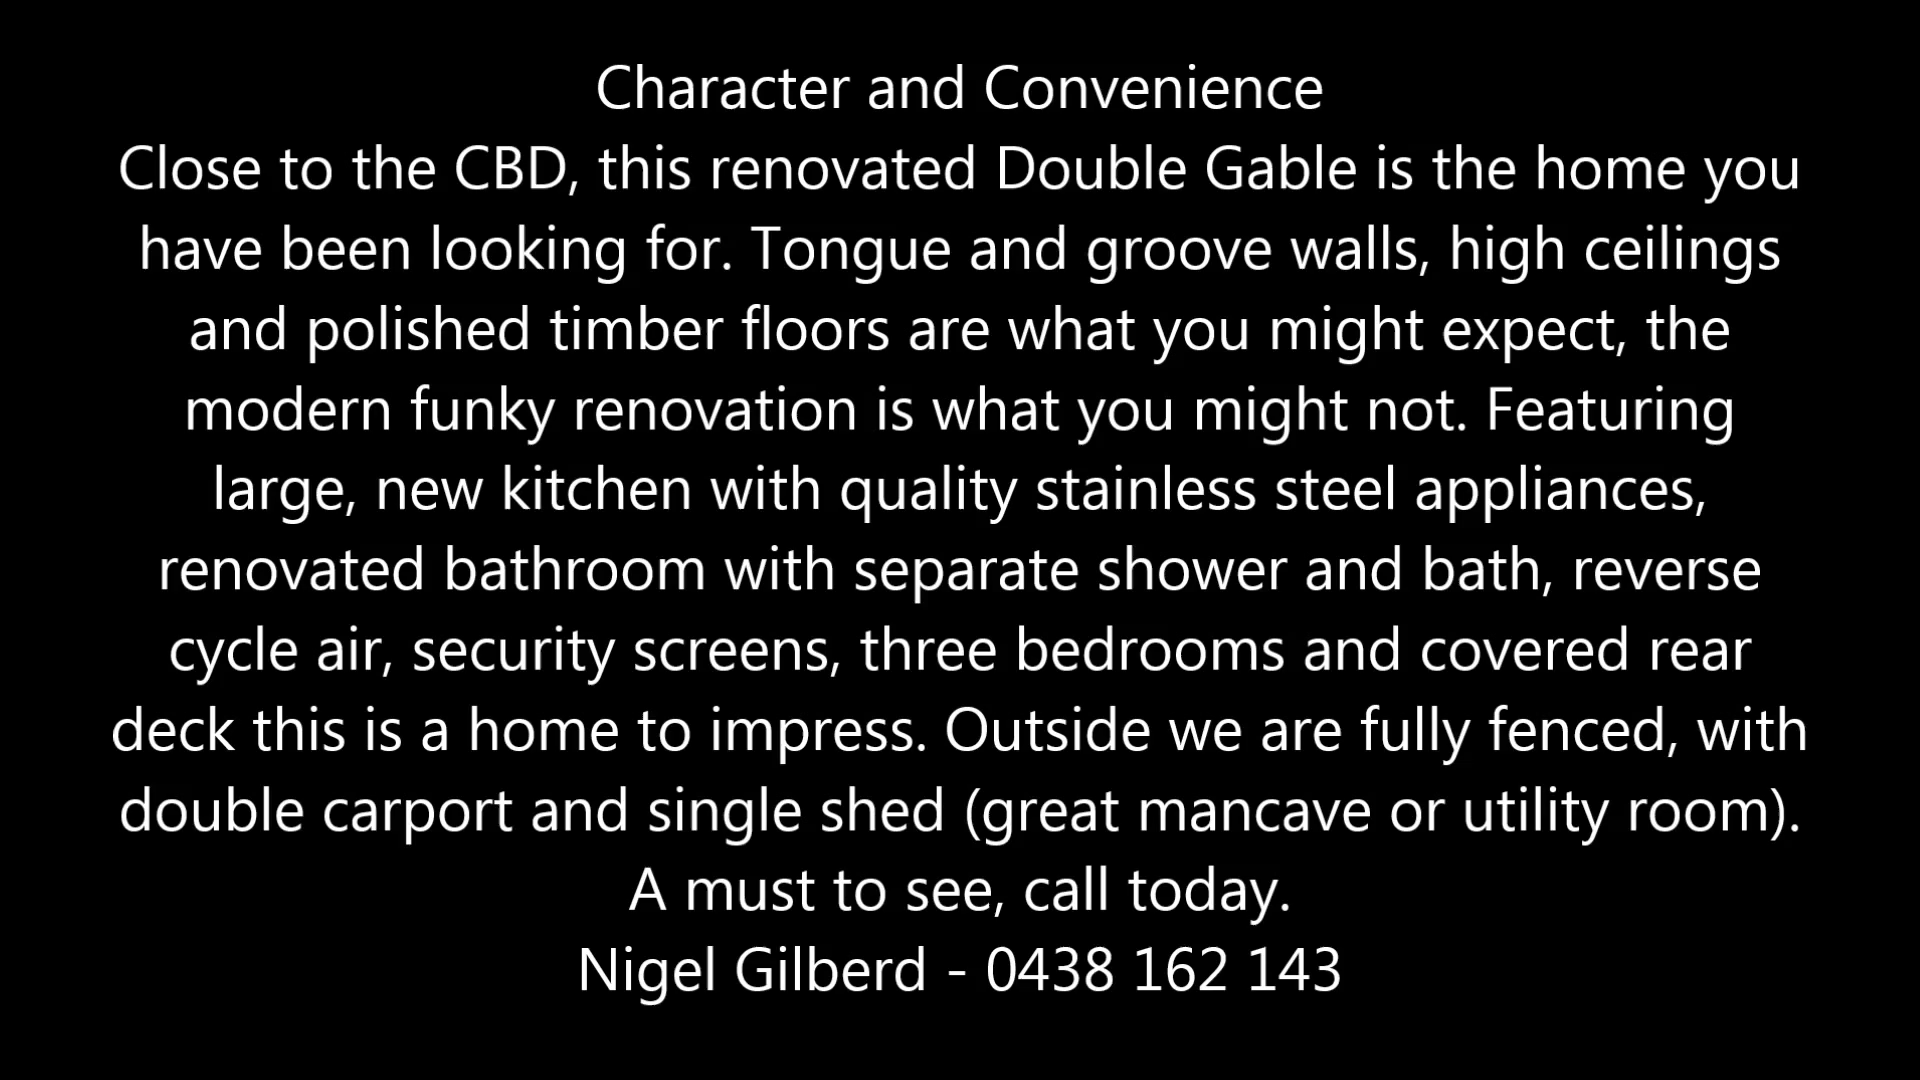 Character and Convenience
Close to the CBD, this renovated Double Gable is the home you
have been looking for. Tongue and groove walls, high ceilings
and polished timber floors are what you might expect, the
modern funky renovation is what you might not. Featuring
large, new kitchen with quality stainless steel appliances,
renovated bathroom with separate shower and bath, reverse
cycle air, security screens, three bedrooms and covered rear
deck this is a home to impress. Outside we are fully fenced, with
double carport and single shed (great mancave or utility room).
A must to see, call today.
Nigel Gilberd - 0438 162 143